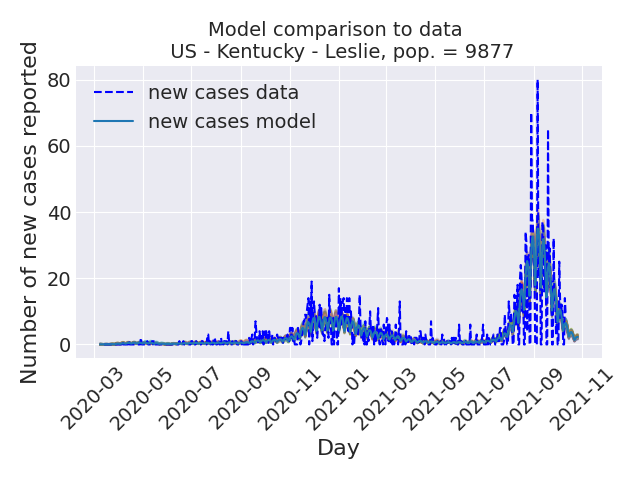 Model comparison to data
US - Kentucky - Leslie, pop. = 9877
Number of new cases reported
80
60
40
20
0
new cases data
new cases model
2020-03
2020-05
2020-07
2020-09
2020-11
2021-01
2021-03
2021-05
2021-07
2021-09
2021-11
Day